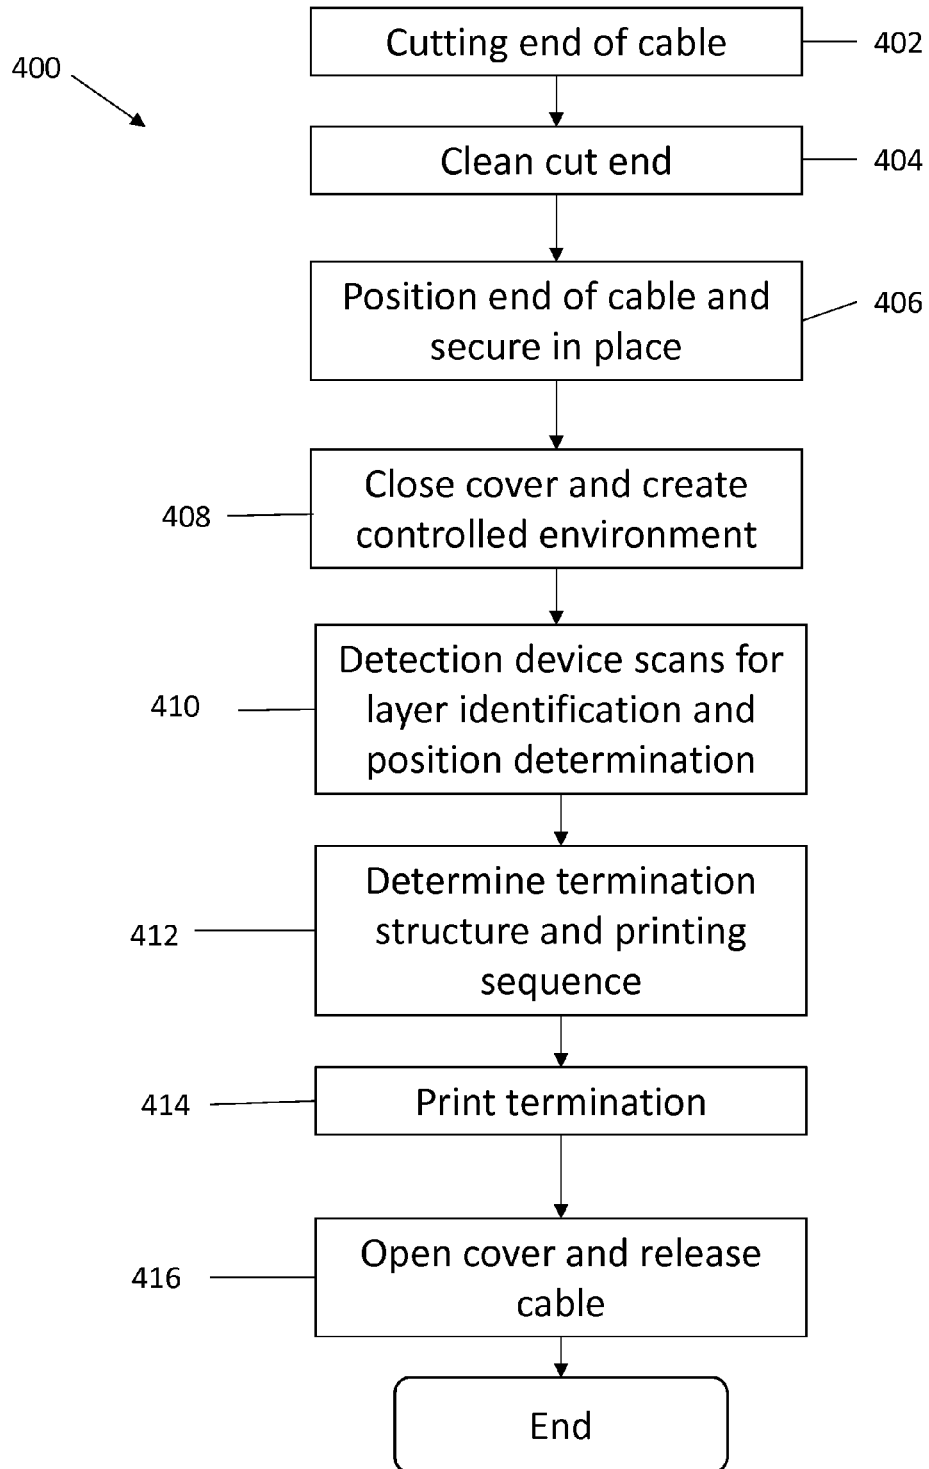 Cutting end of cable
402
400
Clean cut end
404
Position end of cable and
secure in place
406
Close cover and create
controlled environment
408
Detection device scans for
layer identification and
position determination
410
Determine termination
structure and printing
sequence
412
Print termination
414
Open cover and release
cable
416
End